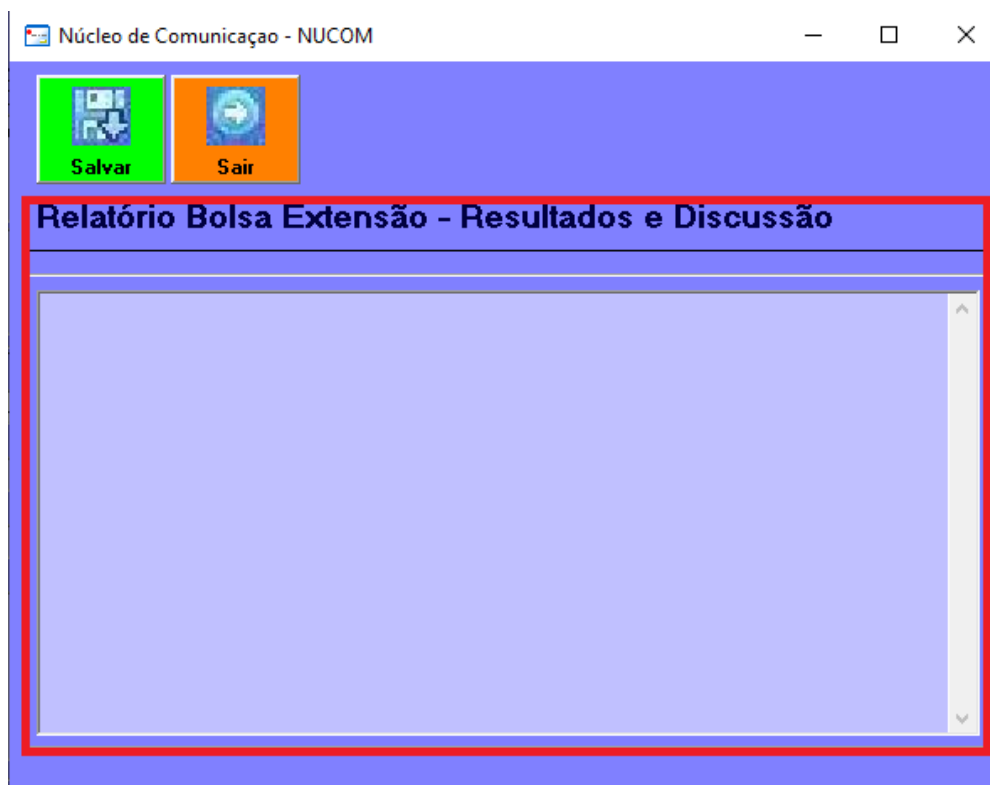 Núcleo de Comunicaçao - NUCOM
Salvar Sair
Relatório Bolsa Extensão - Resultados e Discussão